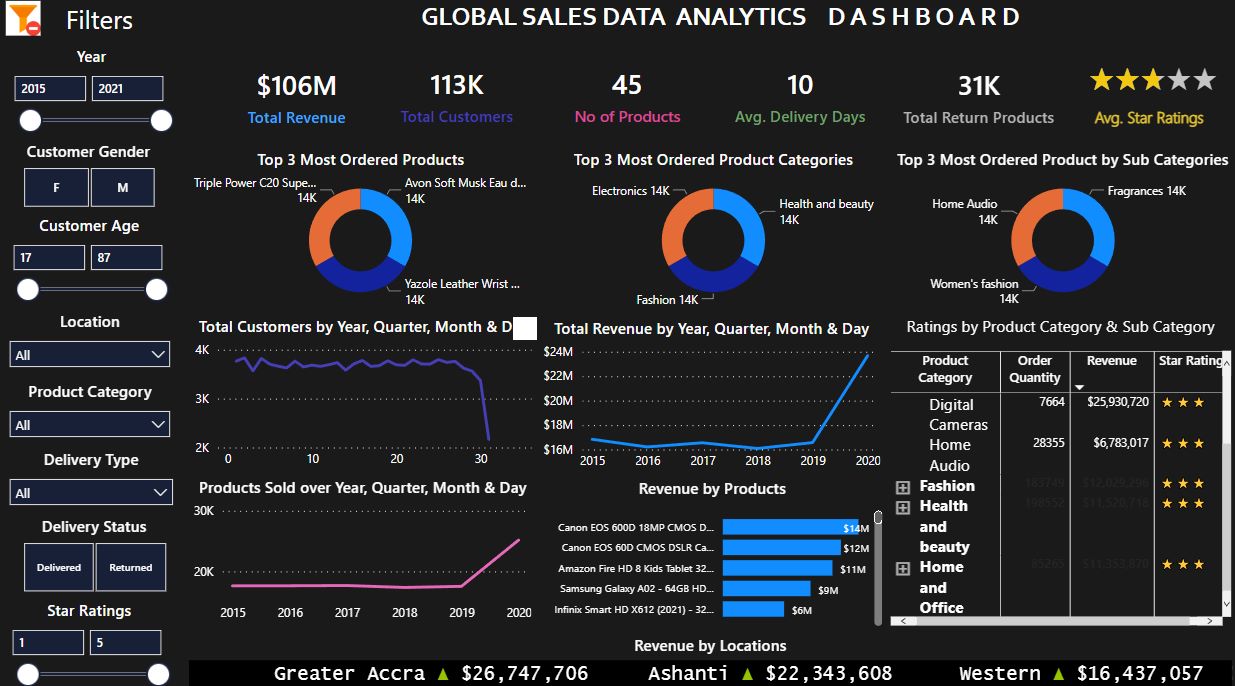 Filters
GLOBAL SALES DATA ANALYTICS DASHBOARD
Year
2015 2021
Customer Gender
F M
Customer Age
17 87
Location
All
Product Category
All
Delivery Type
All
Delivery Status
Delivered Returned
Star Ratings
1 5
$106M
Total Revenue
113K
Total Customers
45
No of Products
10
Avg. Delivery Days
31K
Total Return Products
Avg. Star Ratings
Top 3 Most Ordered Products
Triple Power C20 Supe...
14K
Avon Soft Musk Eau d...
14K
Yazole Leather Wrist ...
14K
Top 3 Most Ordered Product Categories
Electronics 14K
Health and beauty
14K
Fashion 14K
Top 3 Most Ordered Product by Sub Categories
Fragrances 14K
Home Audio
14K
Women's fashion
14K
Total Customers by Year, Quarter, Month & D
4K
3K
2K
0 10 20 30
Total Revenue by Year, Quarter, Month & Day
$24M
$22M
$20M
$18M
$16M
2015 2016 2017 2018 2019 2020
Ratings by Product Category & Sub Category
Product Category Order Quantity Revenue Star Rating
Digital Cameras 7664 $25,930,720
Home Audio 28355 $6,783,017
Fashion 183749 $12,029,296
Health and beauty 198552 $11,520,718
Home and Office 85265 $11,353,870
Products Sold over Year, Quarter, Month & Day
30K
20K
2015 2016 2017 2018 2019 2020
Revenue by Products
Canon EOS 600D 18MP CMOS D... $14M
Canon EOS 60D CMOS DSLR Ca... $12M
Amazon Fire HD 8 Kids Tablet 32... $11M
Samsung Galaxy A02 - 64GB HD... $9M
Infinix Smart HD X612 (2021) - 32... $6M
Revenue by Locations
Greater Accra ▲ $26,747,706 Ashanti ▲ $22,343,608 Western ▲ $16,437,057